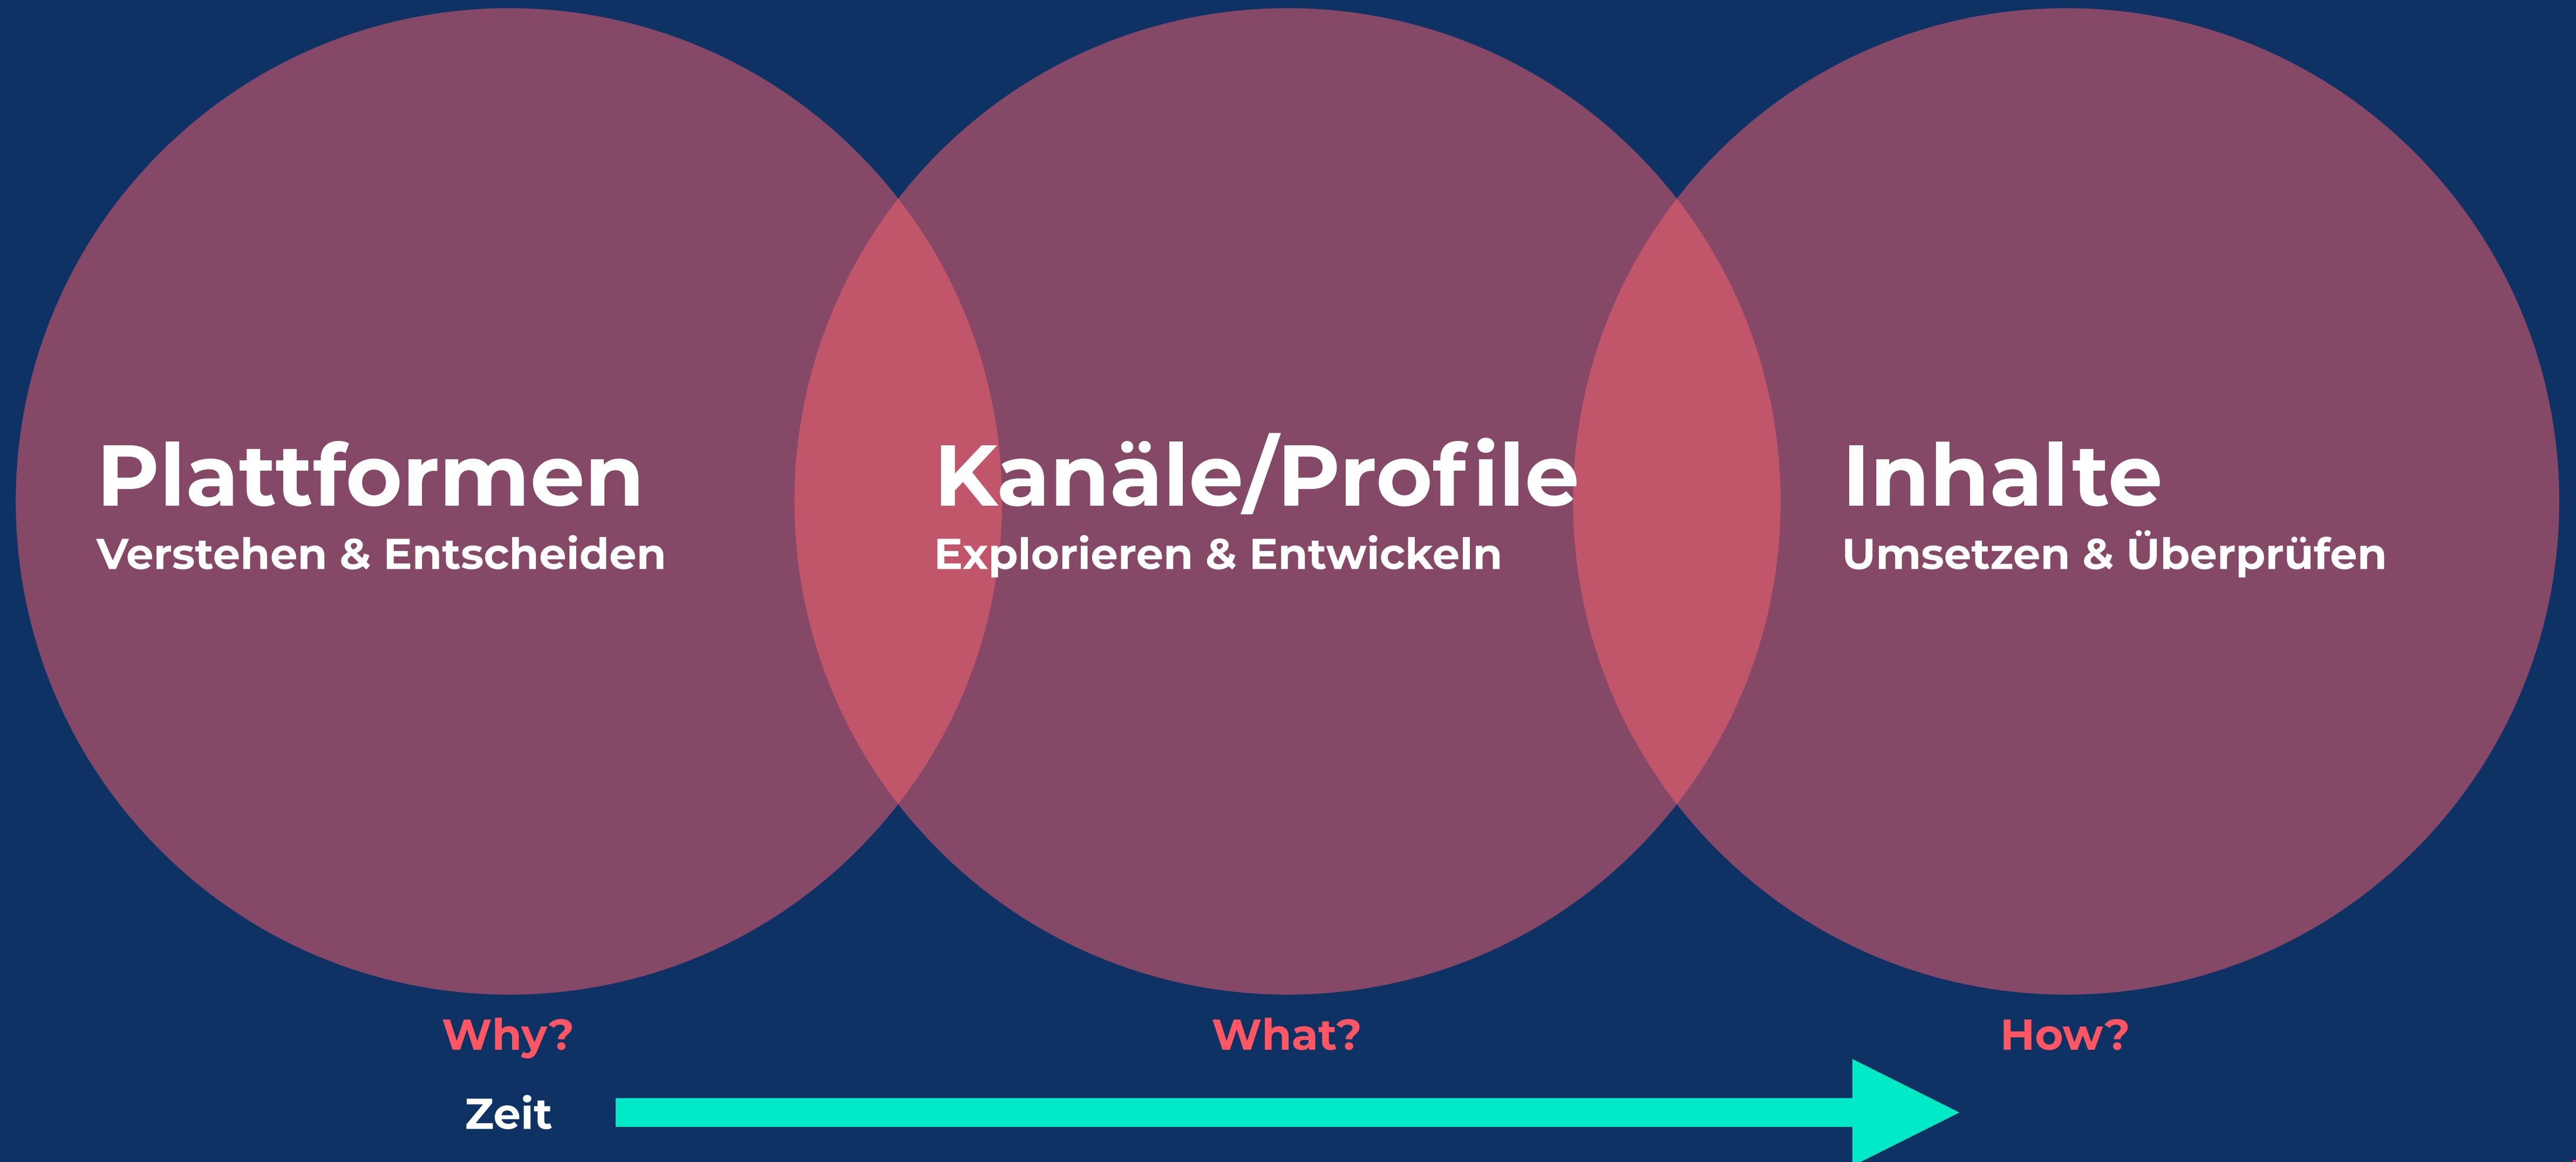 Plattformen
Verstehen & Entscheiden
Kanäle/Profile
Explorieren & Entwickeln
Inhalte
Umsetzen & Überprüfen
Why?
What?
How?
Zeit